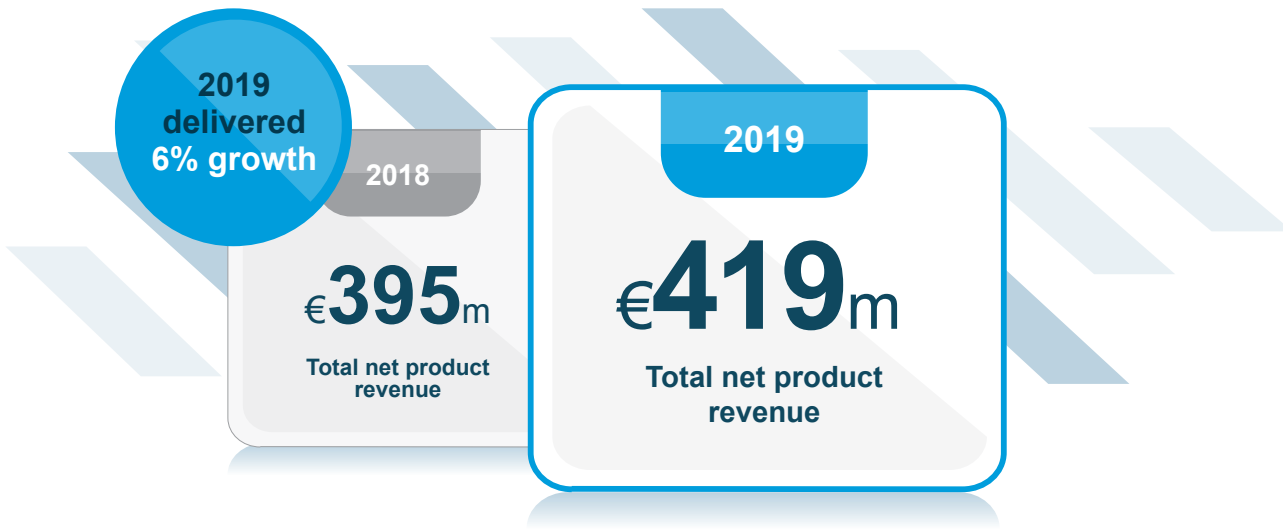 2019
delivered
6% growth
2018
€395m
Total net product
revenue
2019
€419m
Total net product
revenue